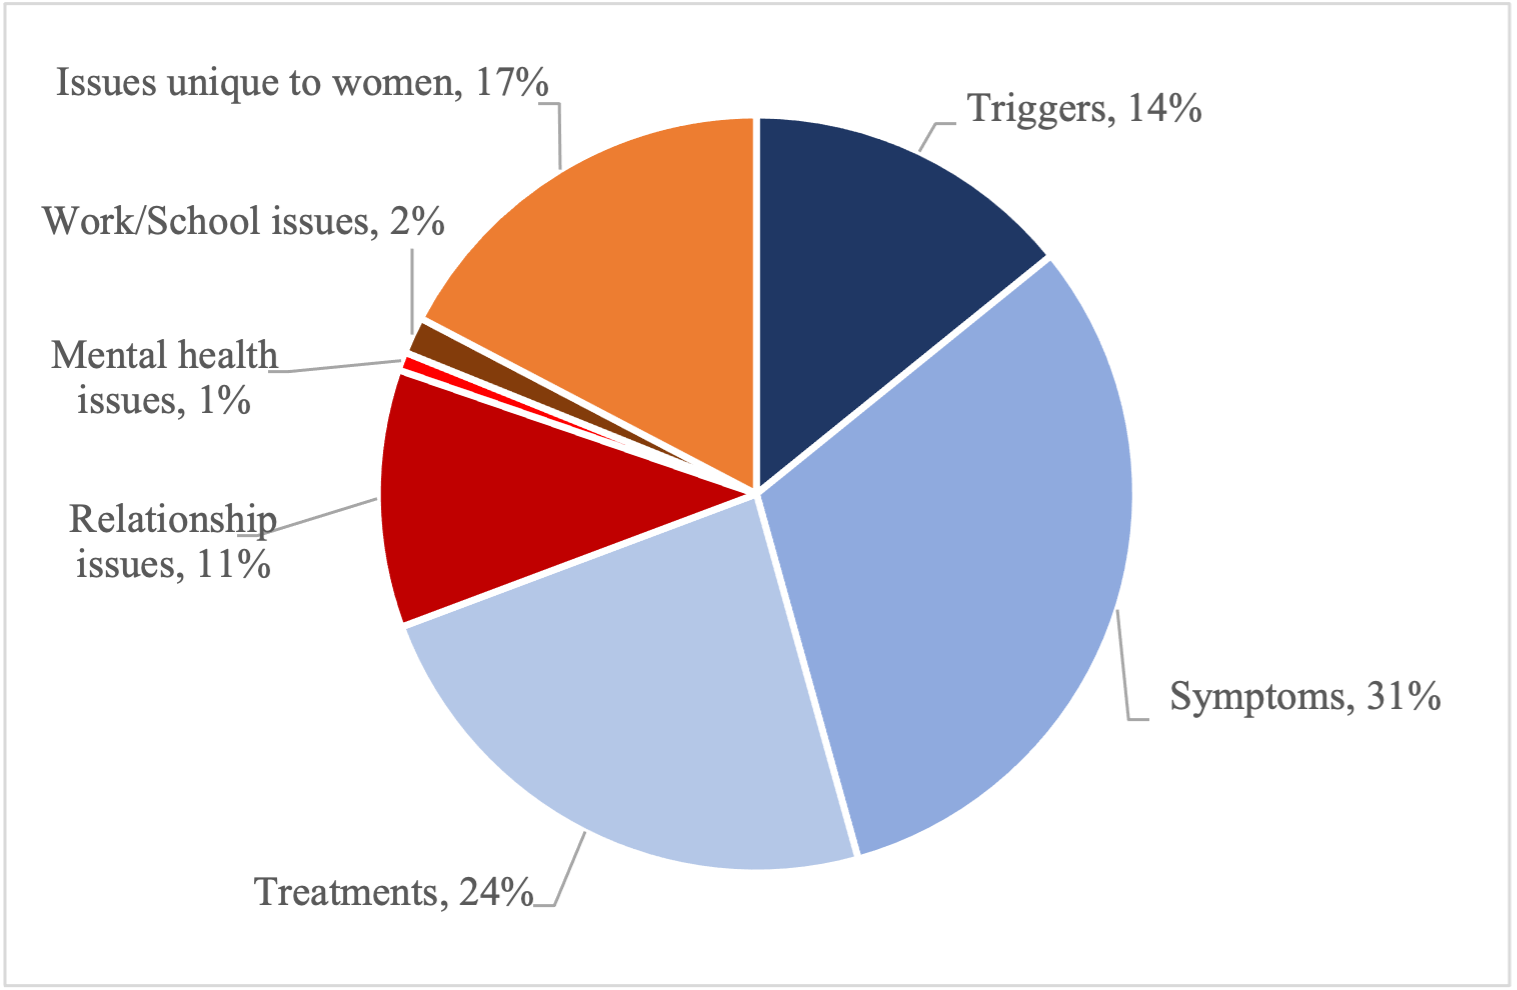 Issues unique to women, 17%
Triggers, 14%
Work/School issues, 2%
Mental health
issues, 1%
Relationship
issues, 11%
Symptoms, 31%
Treatments, 24%